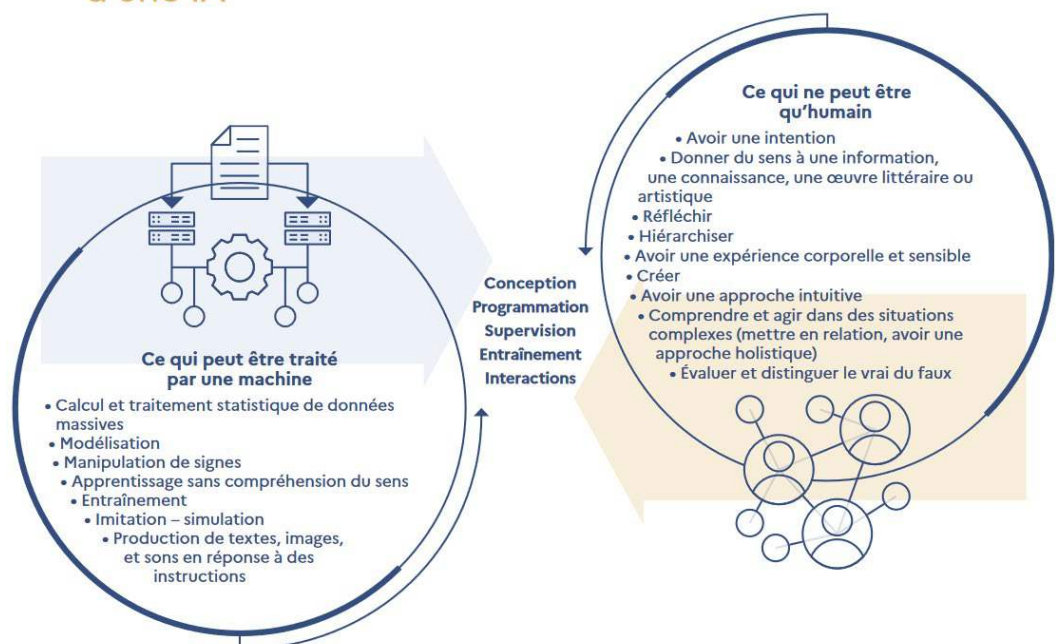 d'une IA
Ce qui peut être traité
par une machine
• Calcul et traitement statistique de données
massives
• Modélisation
• Manipulation de signes
• Apprentissage sans compréhension du sens
• Entraînement
• Imitation – simulation
• Production de textes, images,
et sons en réponse à des
instructions
Conception
Programmation
Supervision
Entraînement
Interactions
Ce qui ne peut être
qu'humain
• Avoir une intention
• Donner du sens à une information,
une connaissance, une œuvre littéraire ou
artistique
• Réfléchir
• Hiérarchiser
• Avoir une expérience corporelle et sensible
• Créer
• Avoir une approche intuitive
• Comprendre et agir dans des situations
complexes (mettre en relation, avoir une
approche holistique)
• Évaluer et distinguer le vrai du faux